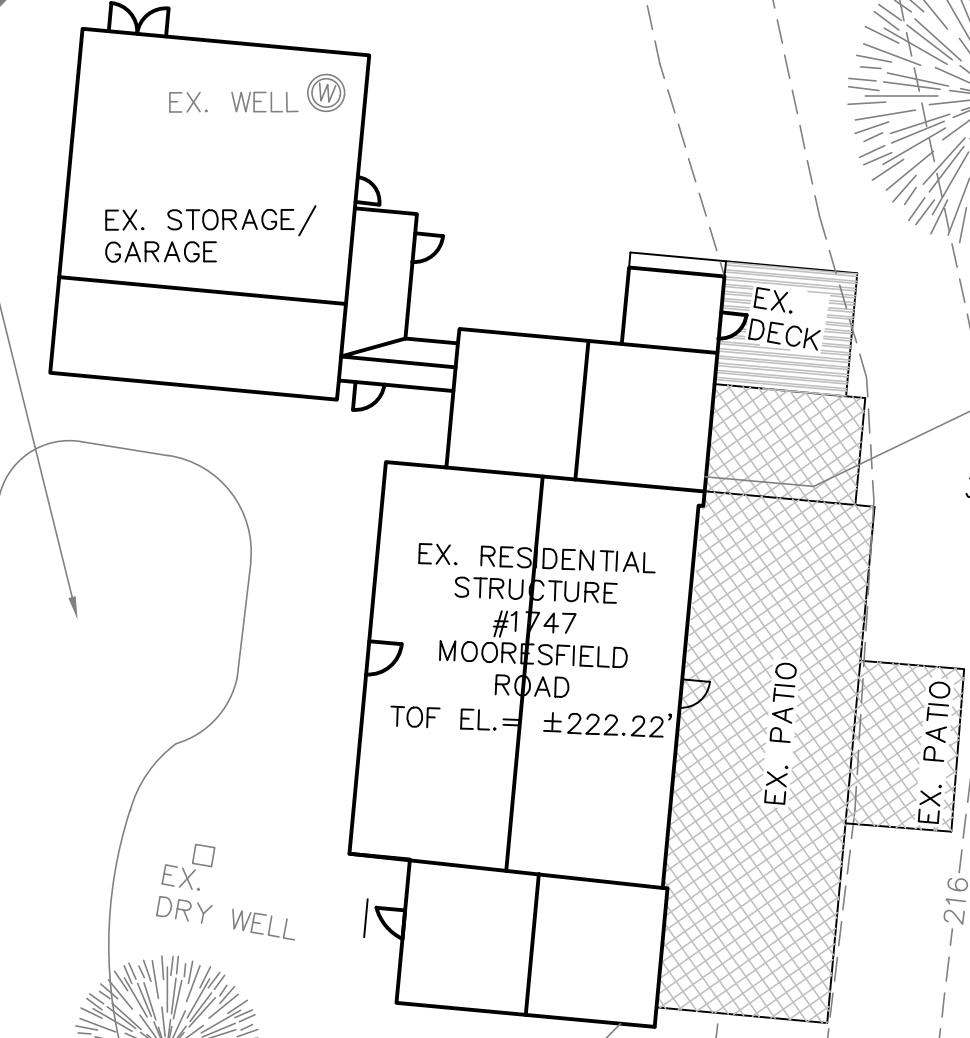 EX. WELL W
EX. STORAGE/
GARAGE
EX.
DECK
EX. RESIDENTIAL
STRUCTURE
#1747
MOORESFIELD
ROAD
TOF EL.= ±222.22'
EX. PATIO
EX. PATIO
EX.
DRY WELL
216